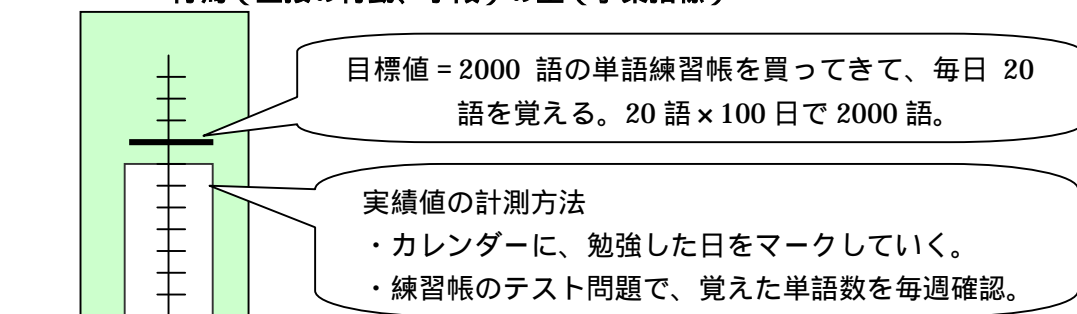 目標値 = 2000 語の単語練習帳を買ってきて、毎日 20
語を覚える。20 語 × 100 日で 2000 語。
実績値の計測方法
・カレンダーに、勉強した日をマークしていく。
・練習帳のテスト問題で、覚えた単語数を毎週確認。